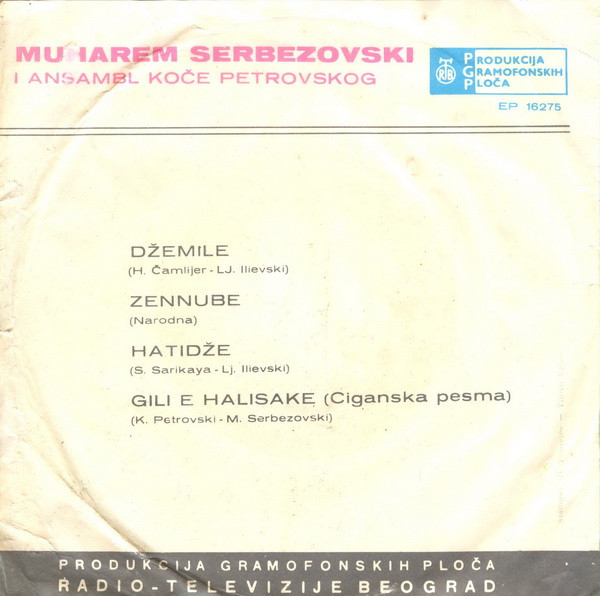 MUHAREM SERBEZOVSKI
I ANSAMBL KOČE PETROVSKOG
RTB
PGP
PRODUKCIJA
GRAMOFONSKIH
PLOČA
EP 16275
DŽEMILE
(H. Čamlijer - LJ. Ilievski)
ZENNUBE
(Narodna)
HATIDŽE
(S. Sarikaya - Lj. Ilievski)
GILI E HALISAKE (Ciganska pesma)
(K. Petrovski - M. Serbezovski)
PRODUKCIJA GRAMOFONSKIH PLOČA
RADIO-TELEVIZIJE BEOGRAD